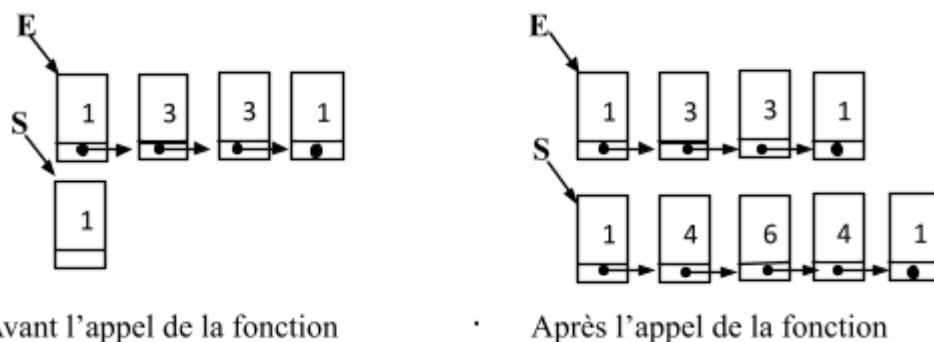 E E
1 3 3 1 1 3 3 1
S S
1 1 4 6 4 1
vant l'appel de la fonction Après l'appel de la fonction